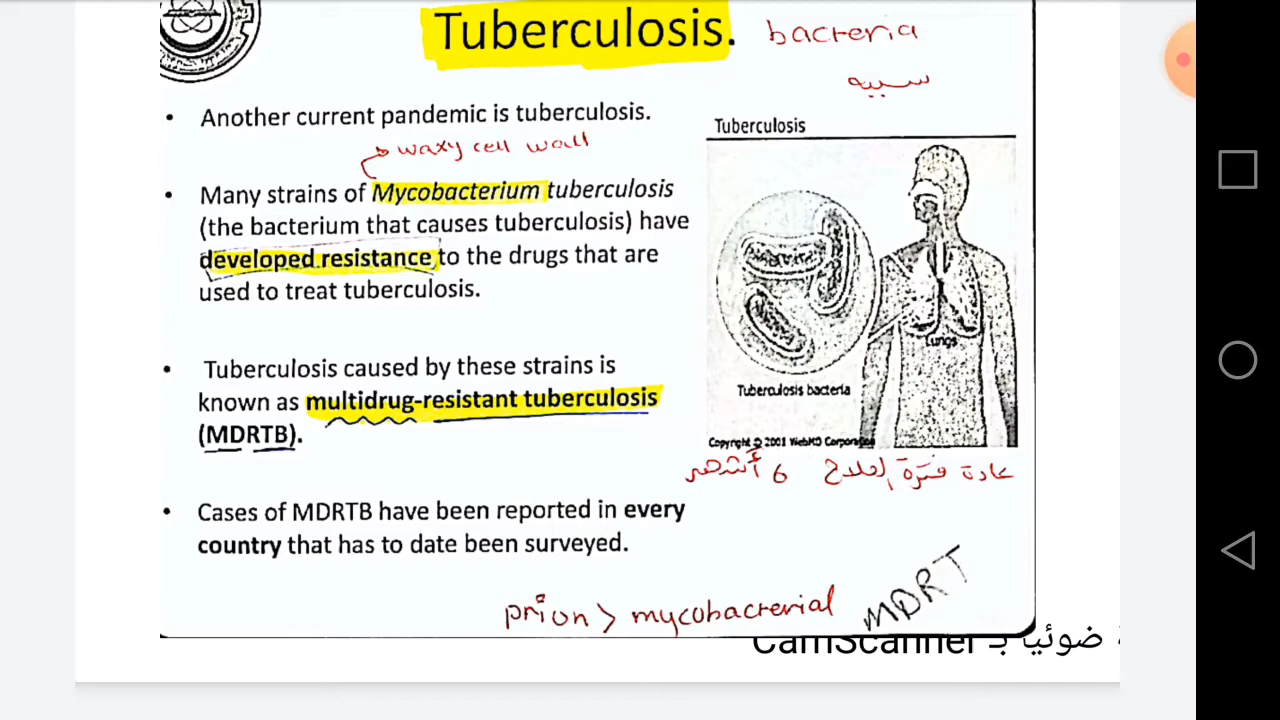 Tuberculosis.
bacteria
سببه
• Another current pandemic is tuberculosis.
waxy cell wall
• Many strains of Mycobacterium tuberculosis
(the bacterium that causes tuberculosis) have
developed resistance to the drugs that are
used to treat tuberculosis.
• Tuberculosis caused by these strains is
known as multidrug-resistant tuberculosis
(MDRTB).
• Cases of MDRTB have been reported in every
country that has to date been surveyed.
Tuberculosis
Lungs
Tuberculosis bacteria
Copyright © 2001 WebMD Corporation
عادة فترة العلاج 6 أشهر
prion > mycobacterial
MDRT
ضوئيا بـ CamScanner